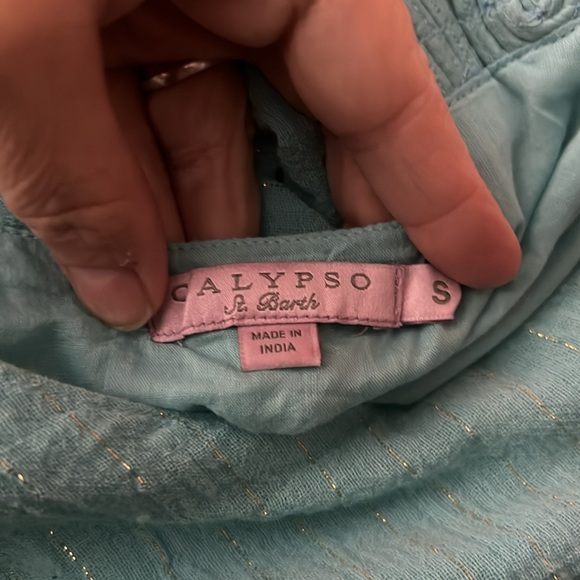 CALYPSO
St. Barth
S
MADE IN
INDIA